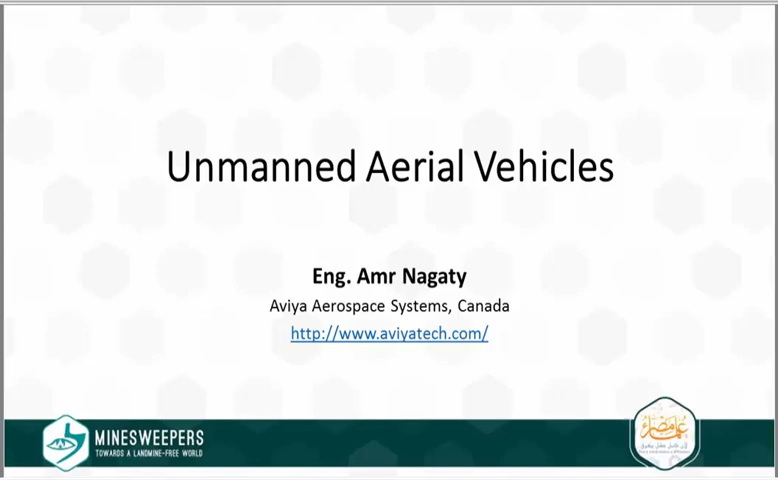 Unmanned Aerial Vehicles
Eng. Amr Nagaty
Aviya Aerospace Systems, Canada
http://www.aviyatech.com/
MINESWEEPERS
TOWARDS A LANDMINE-FREE WORLD